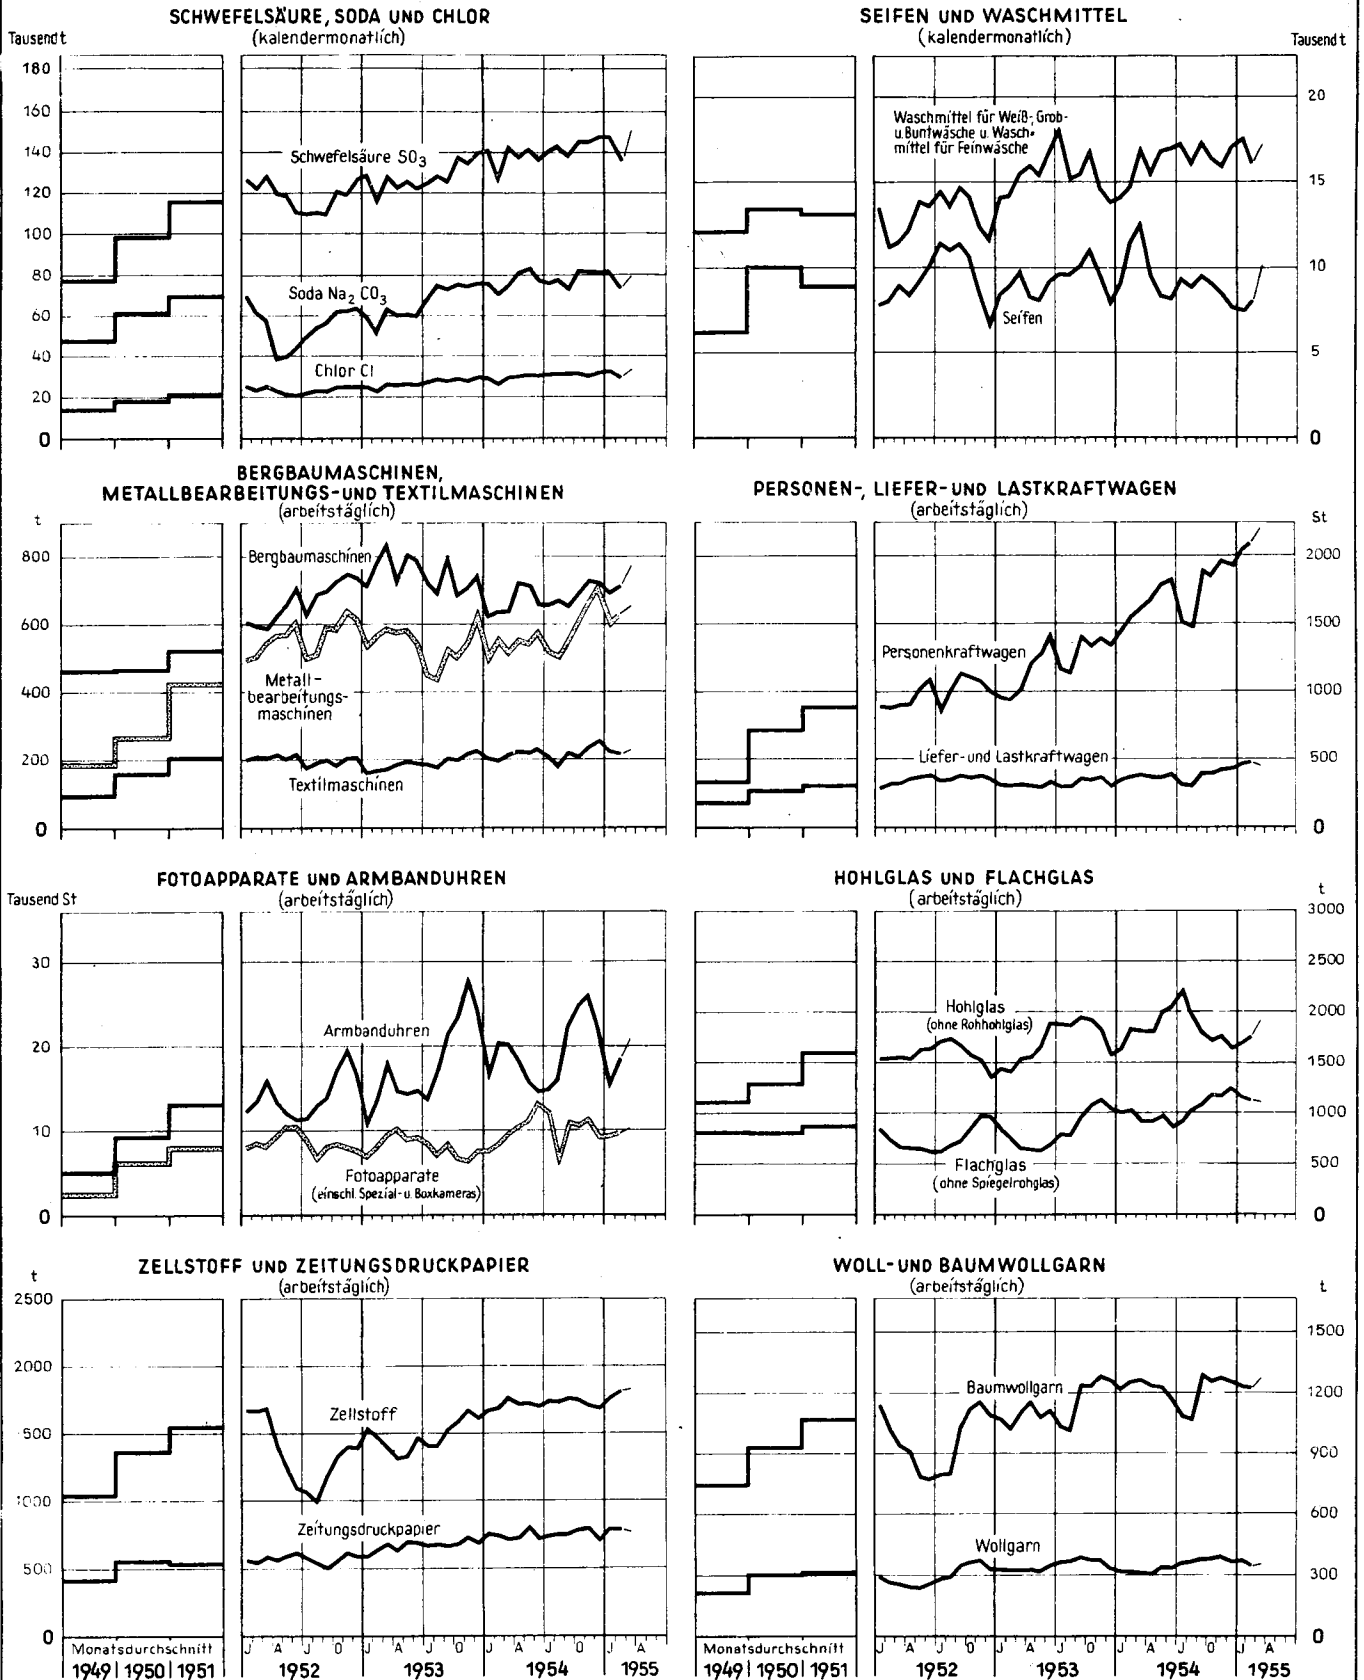 SCHWEFELSÄURE, SODA UND CHLOR
(kalendermonatlich)
Tausend t
180
160
140
120
100
80
60
40
20
0
Schwefelsäure SO3
Soda Na2 CO3
Chlor Cl
SEIFEN UND WASCHMITTEL
(kalendermonatlich)
Tausend t
20
15
10
5
0
Waschmittel für Weiß-, Grob-
u. Buntwäsche u. Wasch-
mittel für Feinwäsche
Seifen
BERGBAUMASCHINEN,
METALLBEARBEITUNGS- UND TEXTILMASCHINEN
(arbeitstäglich)
t
800
600
400
200
0
Bergbaumaschinen
Metall-
bearbeitungs-
maschinen
Textilmaschinen
PERSONEN-, LIEFER- UND LASTKRAFTWAGEN
(arbeitstäglich)
St
2000
1500
1000
500
0
Personenkraftwagen
Liefer- und Lastkraftwagen
FOTOAPPARATE UND ARMBANDUHREN
(arbeitstäglich)
Tausend St
30
20
10
0
Armbanduhren
Fotoapparate
(einschl. Spezial- u. Boxkameras)
HOHLGLAS UND FLACHGLAS
(arbeitstäglich)
t
3000
2500
2000
1500
1000
500
0
Hohlglas
(ohne Rohhohlglas)
Flachglas
(ohne Spiegelrohglas)
ZELLSTOFF UND ZEITUNGSDRUCKPAPIER
(arbeitstäglich)
t
2500
2000
500
1000
500
0
Zellstoff
Zeitungsdruckpapier
Monatsdurchschnitt
1949 1950 1951
J A J O J A J O J A J O J A
1952 1953 1954 1955
WOLL- UND BAUMWOLLGARN
(arbeitstäglich)
t
1500
1200
900
600
300
0
Baumwollgarn
Wollgarn
Monatsdurchschnitt
1949 1950 1951
J A J O J A J O J A J O J A
1952 1953 1954 1955